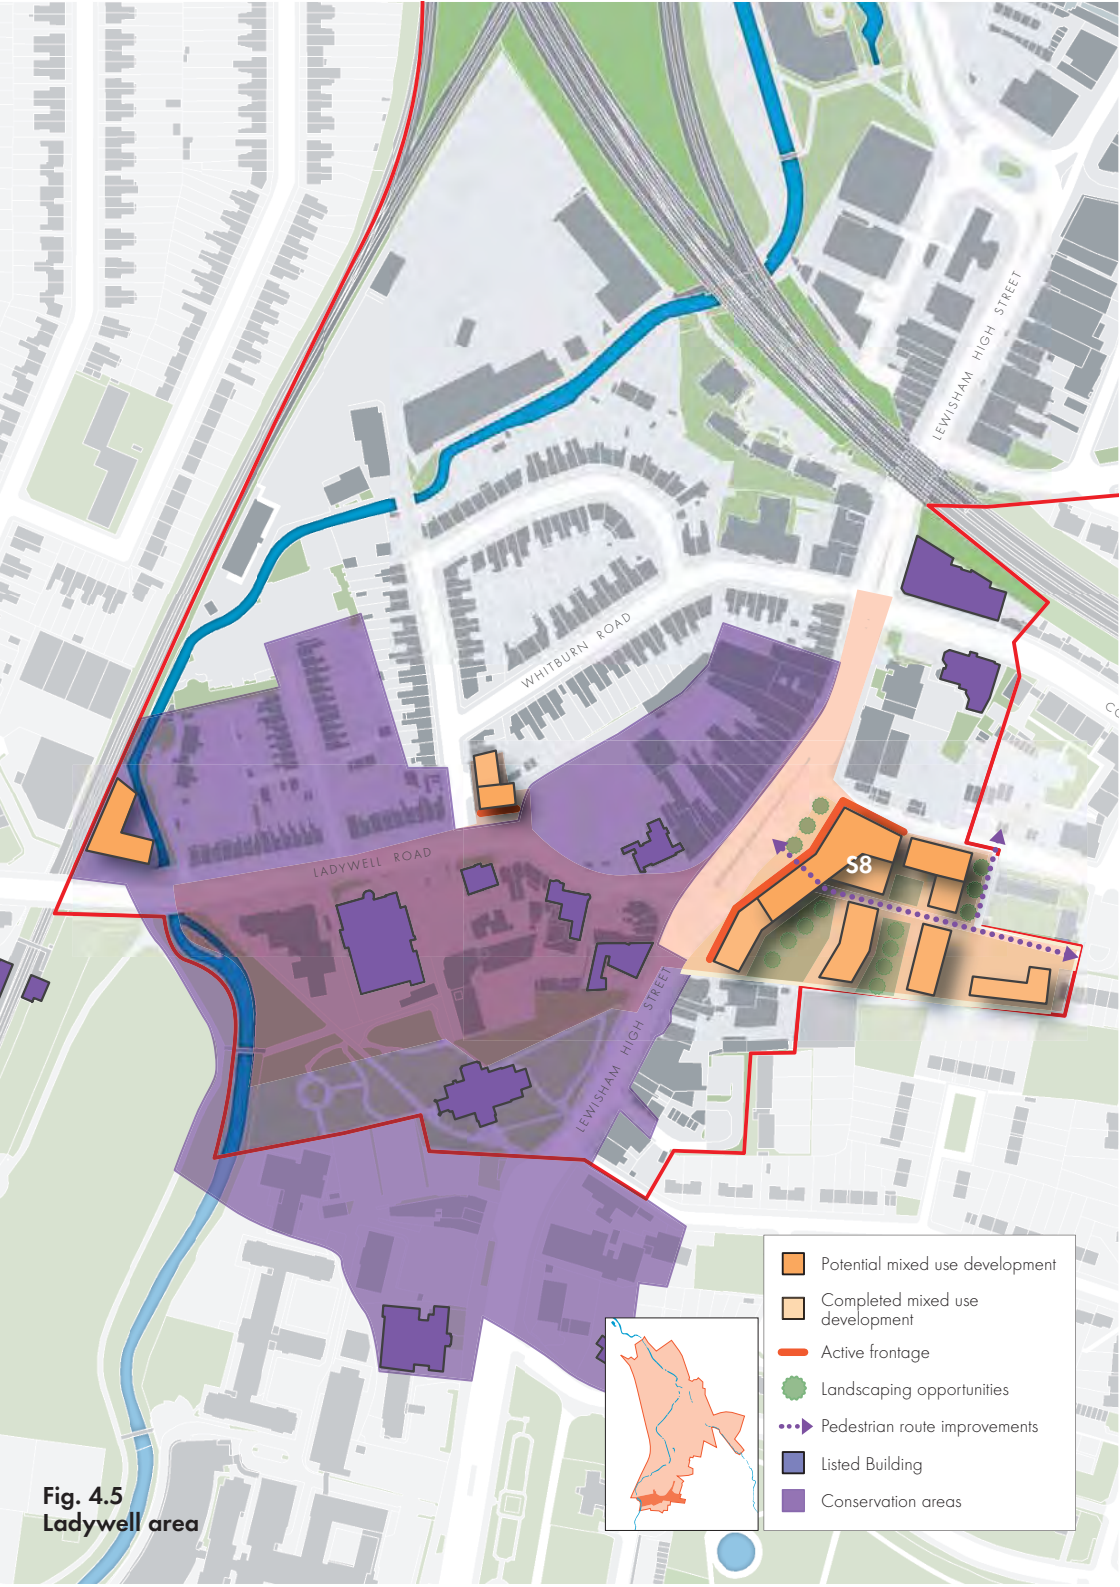 LEWISHAM HIGH STREET
WHITBURN ROAD
CO
LADYWELL ROAD
S8
LEWISHAM HIGH STREET
Potential mixed use development
Completed mixed use
development
Active frontage
Landscaping opportunities
Pedestrian route improvements
Listed Building
Conservation areas
Fig. 4.5
Ladywell area